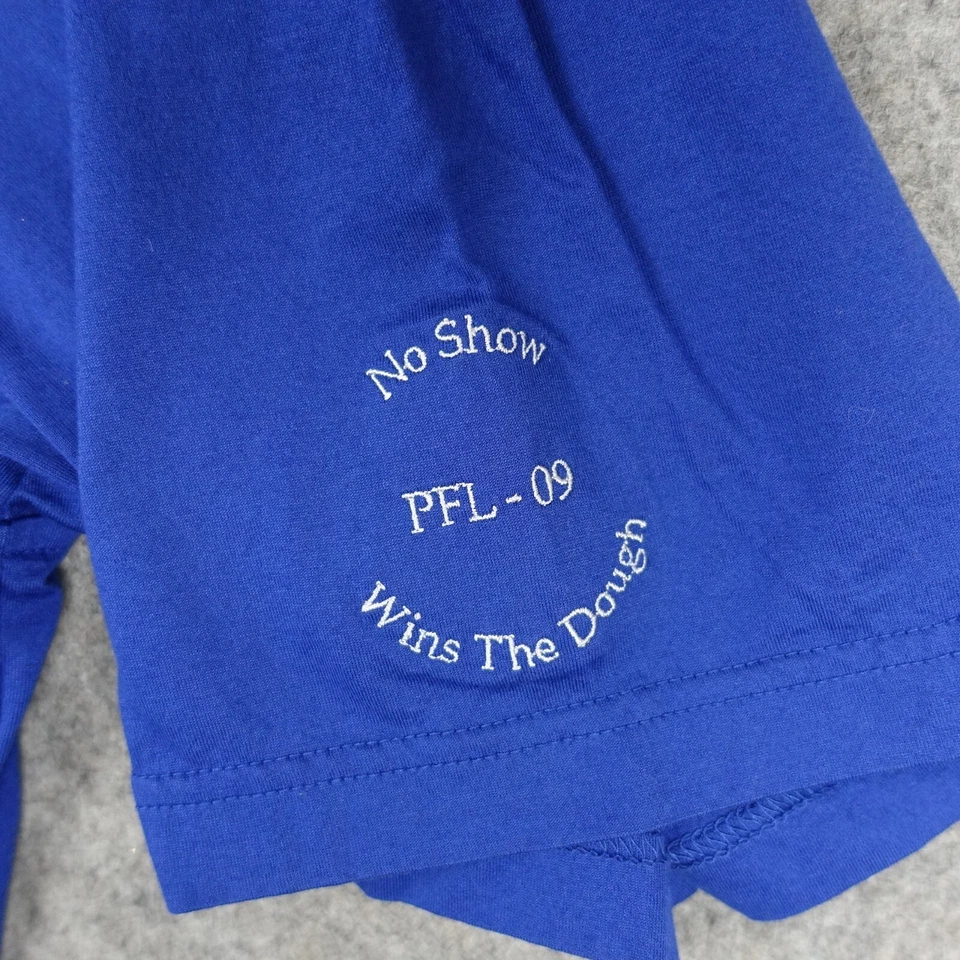 No Show
PFL - 09
Wins The Dough